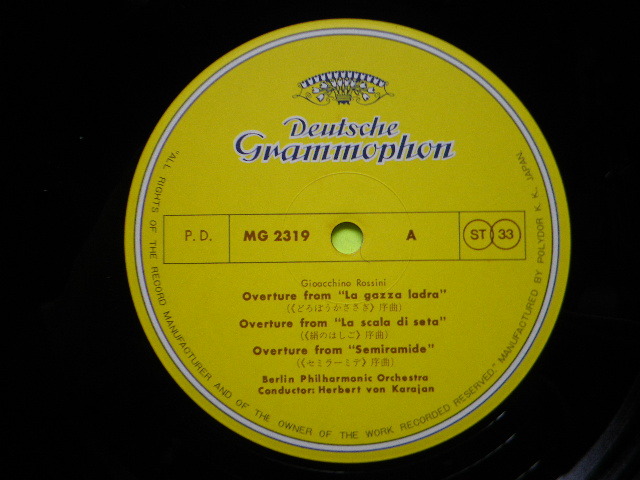 Deutsche
Grammophon
P.D.
MG 2319
A
ST 33
Gioacchino Rossini
Overture from "La gazza ladra"
(《どろぼうかささぎ》序曲)
Overture from "La scala di seta"
(《絹のはしご》序曲)
Overture from "Semiramide"
(《セミラーミデ》序曲)
Berlin Philharmonic Orchestra
Conductor: Herbert von Karajan
"ALL RIGHTS OF THE RECORD MANUFACTURER AND OF THE OWNER OF THE WORK RECORDED RESERVED" MANUFACTURED BY POLYDOR K. K., JAPAN.